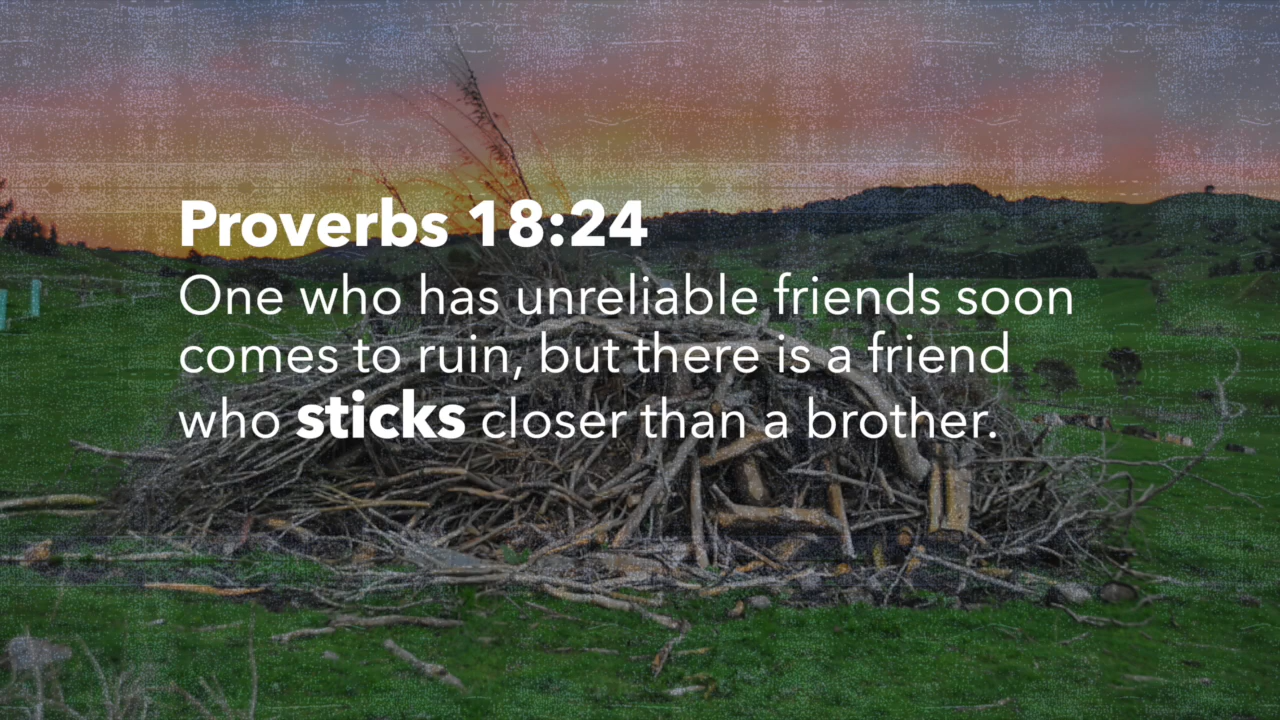 Proverbs 18:24
One who has unreliable friends soon
comes to ruin, but there is a friend
who sticks closer than a brother.